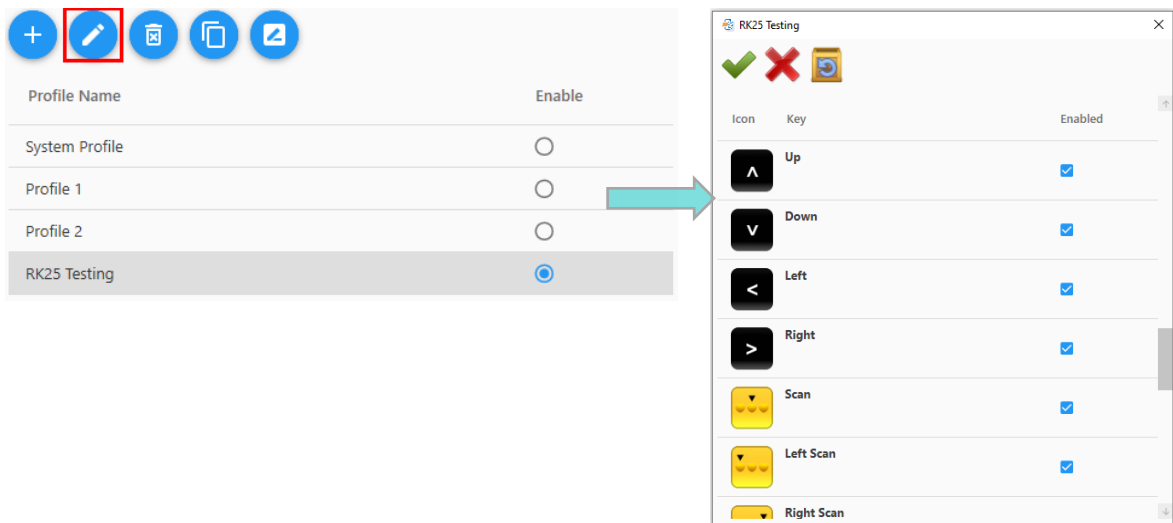 Profile Name Enable
System Profile
Profile 1
Profile 2
RK25 Testing
RK25 Testing
Icon Key Enabled
Up
Down
Left
Right
Scan
Left Scan
Right Scan